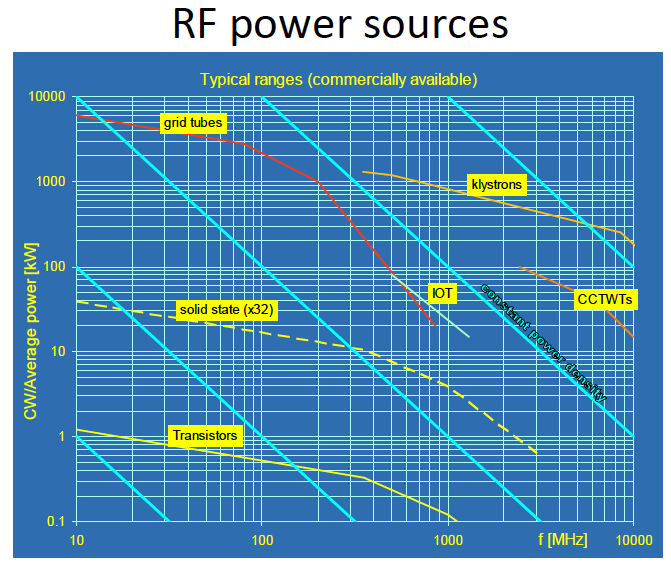 RF power sources
Typical ranges (commercially available)
10000
grid tubes
1000
klystrons
100
IOT
CCTWTs
solid state (x32)
constant power density
10
Transistors
1
0.1
CW/Average power [kW]
10
100
1000
f [MHz]
10000